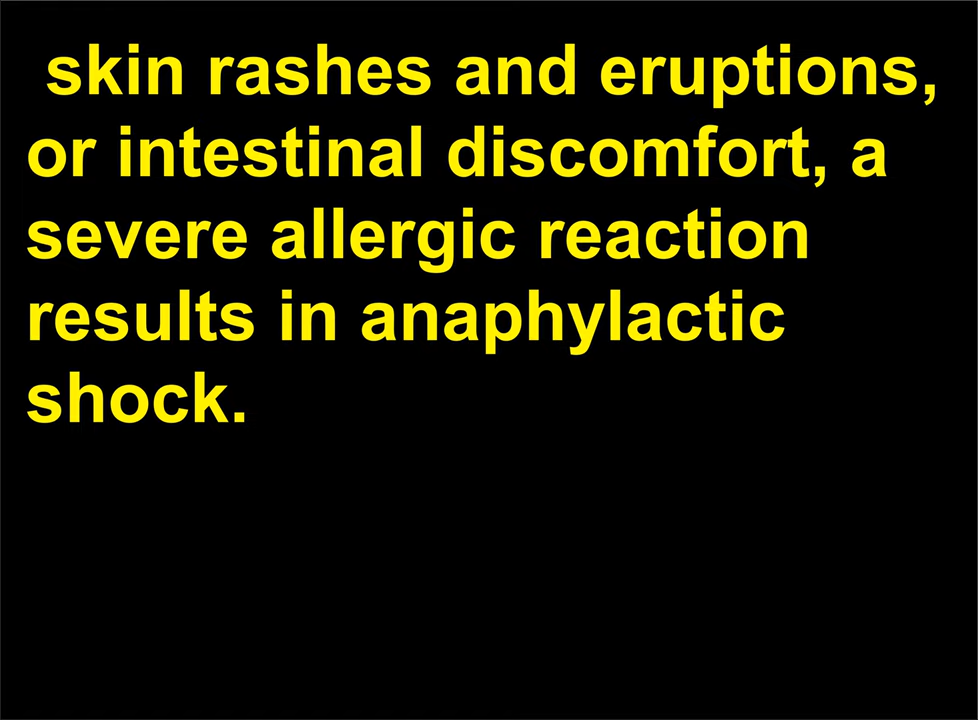 skin rashes and eruptions,
or intestinal discomfort, a
severe allergic reaction
results in anaphylactic
shock.